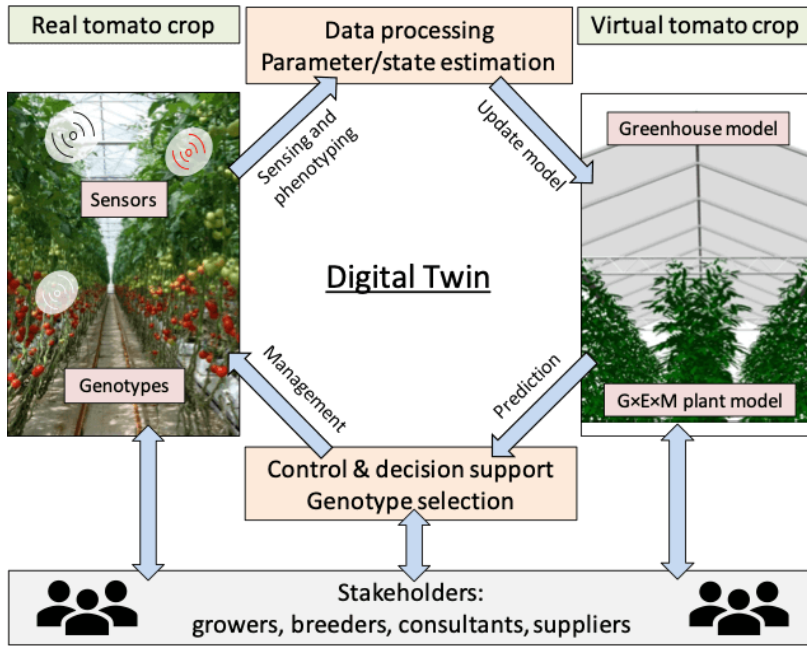 Real tomato crop
Data processing
Parameter/state estimation
Virtual tomato crop
Sensing and
phenotyping
Update model
Greenhouse model
Sensors
Digital Twin
Genotypes
Management
Prediction
G×E×M plant model
Control & decision support
Genotype selection
Stakeholders:
growers, breeders, consultants, suppliers